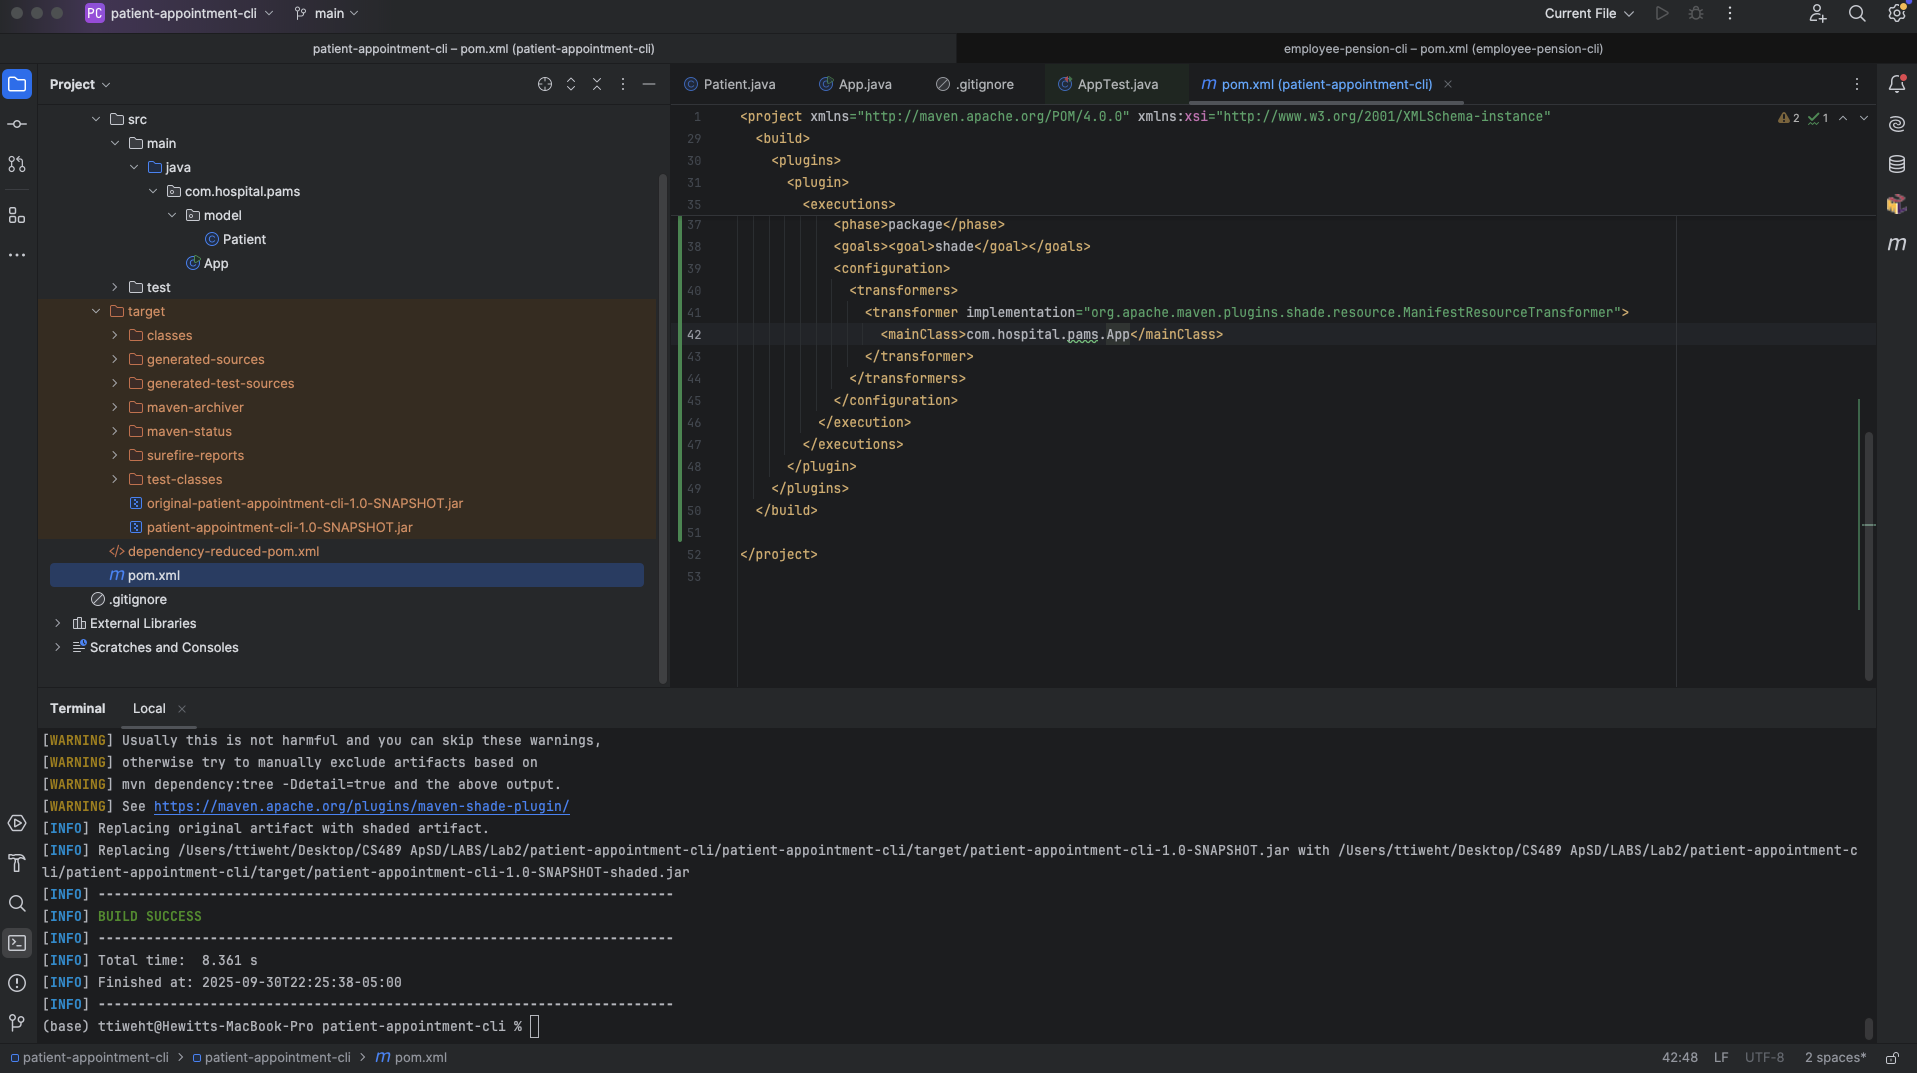 PC patient-appointment-cli main Current File
patient-appointment-cli – pom.xml (patient-appointment-cli) employee-pension-cli – pom.xml (employee-pension-cli)
Project
src
main
java
com.hospital.pams
model
Patient
App
test
target
classes
generated-sources
generated-test-sources
maven-archiver
maven-status
surefire-reports
test-classes
original-patient-appointment-cli-1.0-SNAPSHOT.jar
patient-appointment-cli-1.0-SNAPSHOT.jar
</> dependency-reduced-pom.xml
m pom.xml
.gitignore
External Libraries
Scratches and Consoles
Patient.java App.java .gitignore AppTest.java m pom.xml (patient-appointment-cli)
1 <project xmlns="http://maven.apache.org/POM/4.0.0" xmlns:xsi="http://www.w3.org/2001/XMLSchema-instance" 2 1
29 <build>
30 <plugins>
31 <plugin>
35 <executions>
37 <phase>package</phase>
38 <goals><goal>shade</goal></goals>
39 <configuration>
40 <transformers>
41 <transformer implementation="org.apache.maven.plugins.shade.resource.ManifestResourceTransformer">
42 <mainClass>com.hospital.pams.App</mainClass>
43 </transformer>
44 </transformers>
45 </configuration>
46 </execution>
47 </executions>
48 </plugin>
49 </plugins>
50 </build>
51
52 </project>
53
m
Terminal Local
[WARNING] Usually this is not harmful and you can skip these warnings,
[WARNING] otherwise try to manually exclude artifacts based on
[WARNING] mvn dependency:tree -Ddetail=true and the above output.
[WARNING] See https://maven.apache.org/plugins/maven-shade-plugin/
[INFO] Replacing original artifact with shaded artifact.
[INFO] Replacing /Users/ttiweht/Desktop/CS489 ApSD/LABS/Lab2/patient-appointment-cli/patient-appointment-cli/target/patient-appointment-cli-1.0-SNAPSHOT.jar with /Users/ttiweht/Desktop/CS489 ApSD/LABS/Lab2/patient-appointment-c
li/patient-appointment-cli/target/patient-appointment-cli-1.0-SNAPSHOT-shaded.jar
[INFO] ------------------------------------------------------------------------
[INFO] BUILD SUCCESS
[INFO] ------------------------------------------------------------------------
[INFO] Total time:  8.361 s
[INFO] Finished at: 2025-09-30T22:25:38-05:00
[INFO] ------------------------------------------------------------------------
(base) ttiweht@Hewitts-MacBook-Pro patient-appointment-cli %
patient-appointment-cli > patient-appointment-cli > m pom.xml 42:48 LF UTF-8 2 spaces*